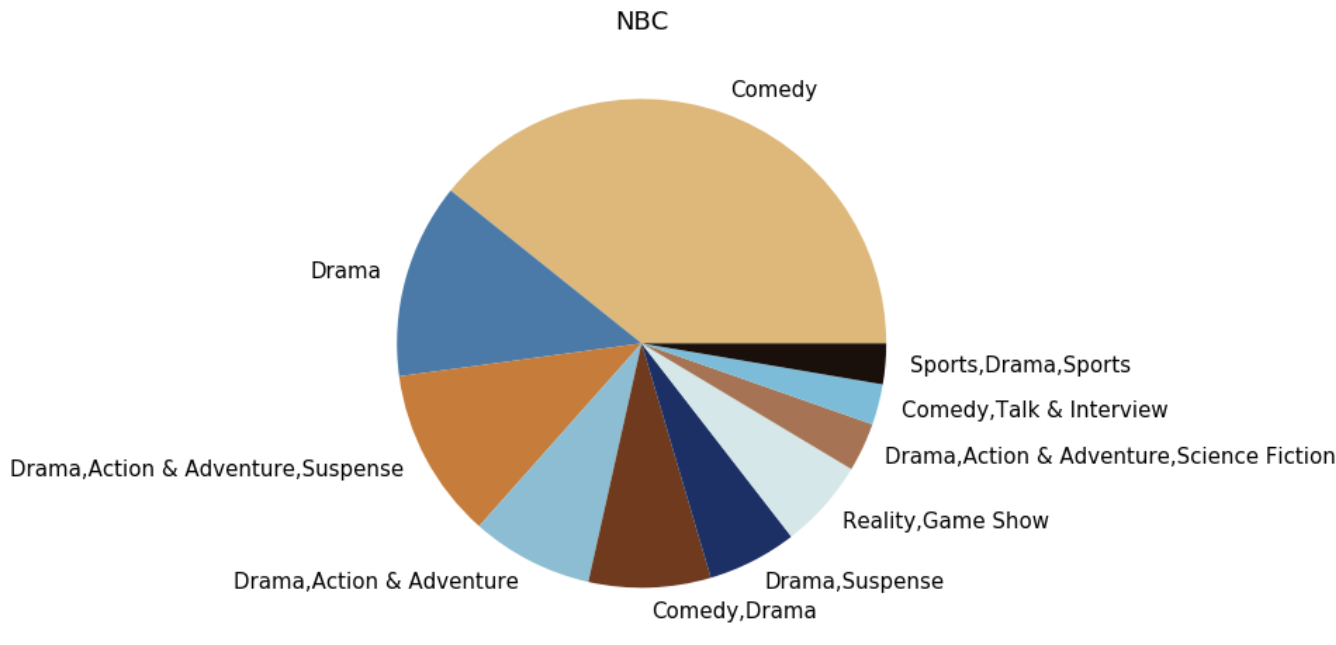 NBC
Comedy
Drama
Drama,Action & Adventure,Suspense
Drama,Action & Adventure
Comedy,Drama
Drama,Suspense
Reality,Game Show
Drama,Action & Adventure,Science Fiction
Comedy,Talk & Interview
Sports,Drama,Sports